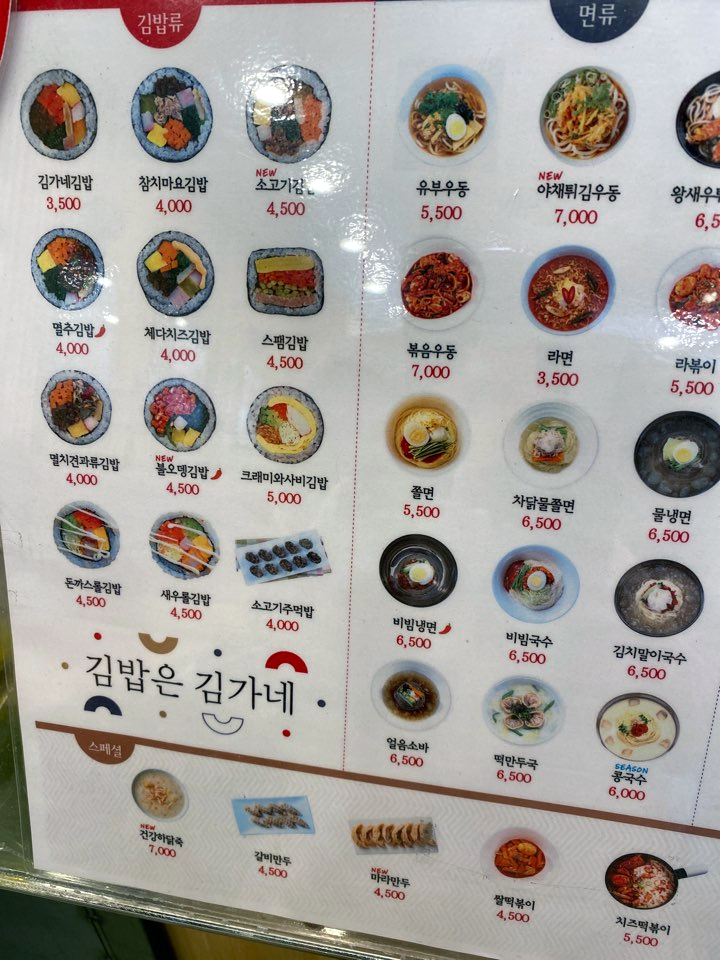 김밥류
김가네김밥
3,500
참치마요김밥
4,000
NEW
소고기김밥
4,500
멸추김밥
4,000
체다치즈김밥
4,000
스팸김밥
4,500
멸치견과류김밥
4,000
NEW
불오뎅김밥
4,500
크래미와사비김밥
5,000
돈까스롤김밥
4,500
새우롤김밥
4,500
소고기주먹밥
4,000
김밥은 김가네
면류
유부우동
5,500
NEW
야채튀김우동
7,000
왕새우튀
6,5
볶음우동
7,000
라면
3,500
라볶이
5,500
쫄면
5,500
차닭물쫄면
6,500
물냉면
6,500
비빔냉면
6,500
비빔국수
6,500
김치말이국수
6,500
얼음소바
6,500
떡만두국
6,500
SEASON
콩국수
6,000
스페셜
NEW
건강하닭죽
7,000
갈비만두
4,500
NEW
마라만두
4,500
쌀떡볶이
4,500
치즈떡볶이
5,500